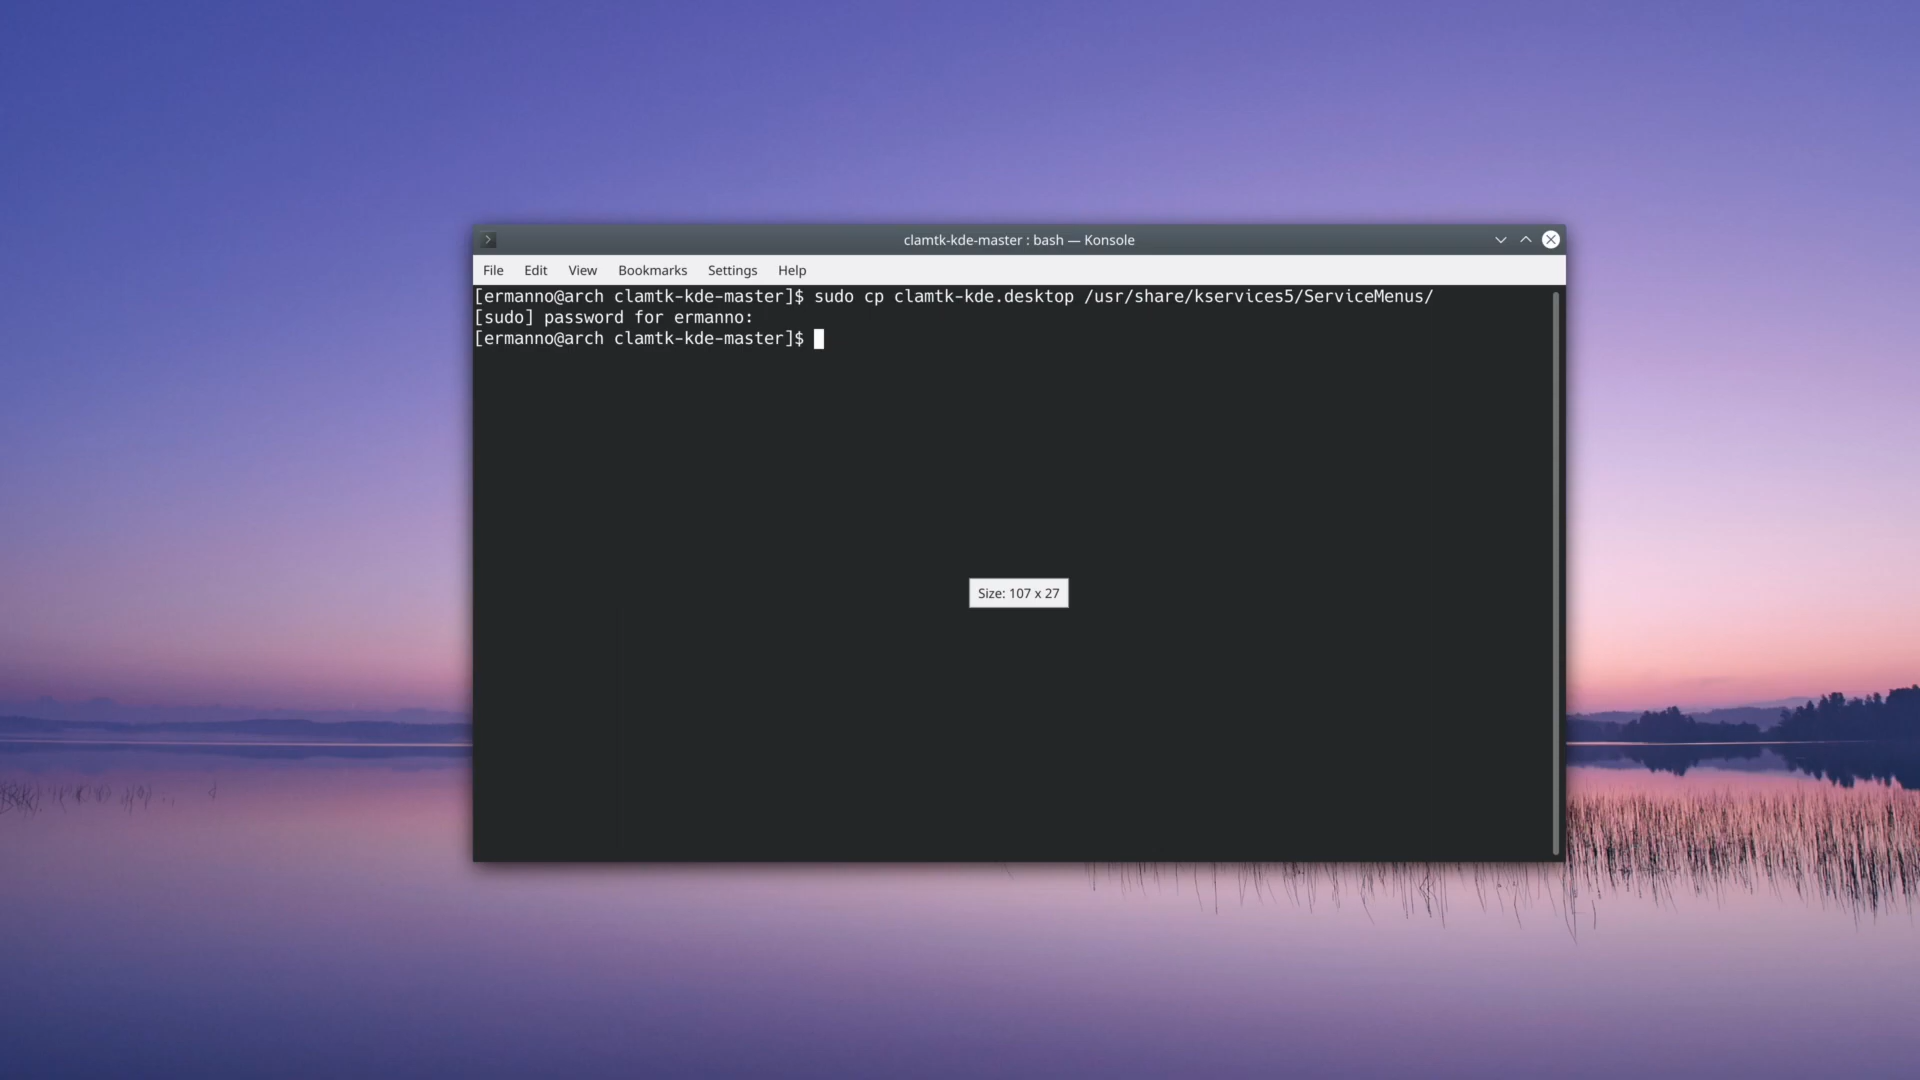 clamtk-kde-master : bash — Konsole
File Edit View Bookmarks Settings Help
[ermanno@arch clamtk-kde-master]$ sudo cp clamtk-kde.desktop /usr/share/kservices5/ServiceMenus/
[sudo] password for ermanno:
[ermanno@arch clamtk-kde-master]$
Size: 107 x 27